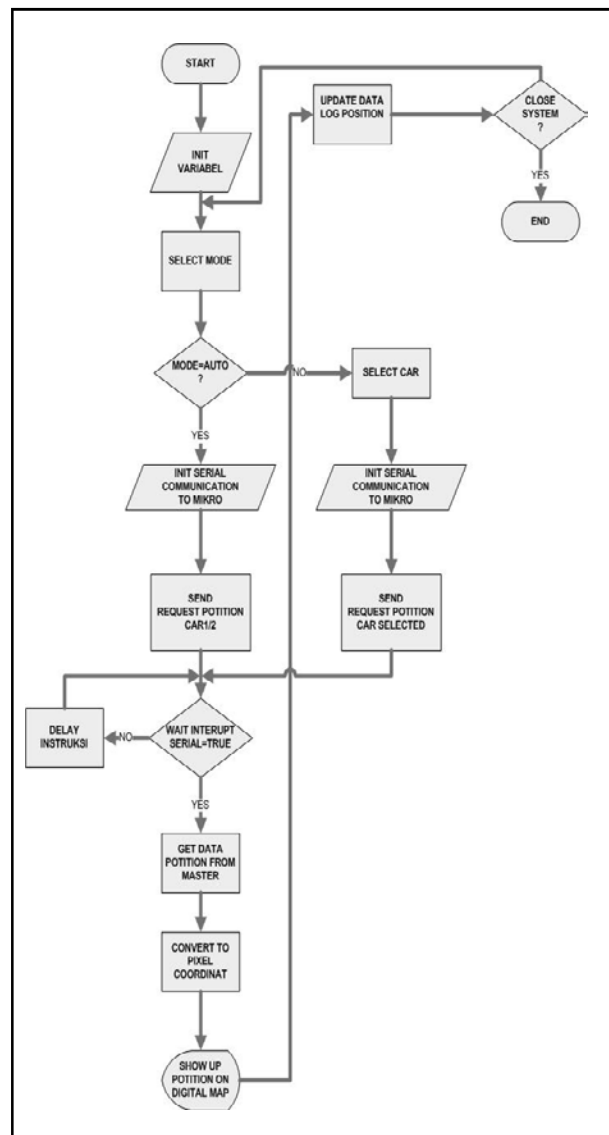 START
INIT
VARIABEL
SELECT MODE
MODE=AUTO
?
NO
SELECT CAR
YES
INIT SERIAL
COMMUNICATION
TO MIKRO
INIT SERIAL
COMMUNICATION
TO MIKRO
SEND
REQUEST POTITION
CAR1/2
SEND
REQUEST POTITION
CAR SELECTED
WAIT INTERUPT
SERIAL=TRUE
NO
DELAY
INSTRUKSI
YES
GET DATA
POTITION FROM
MASTER
CONVERT TO
PIXEL
COORDINAT
SHOW UP
POTITION ON
DIGITAL MAP
UPDATE DATA
LOG POSITION
CLOSE
SYSTEM
?
YES
END